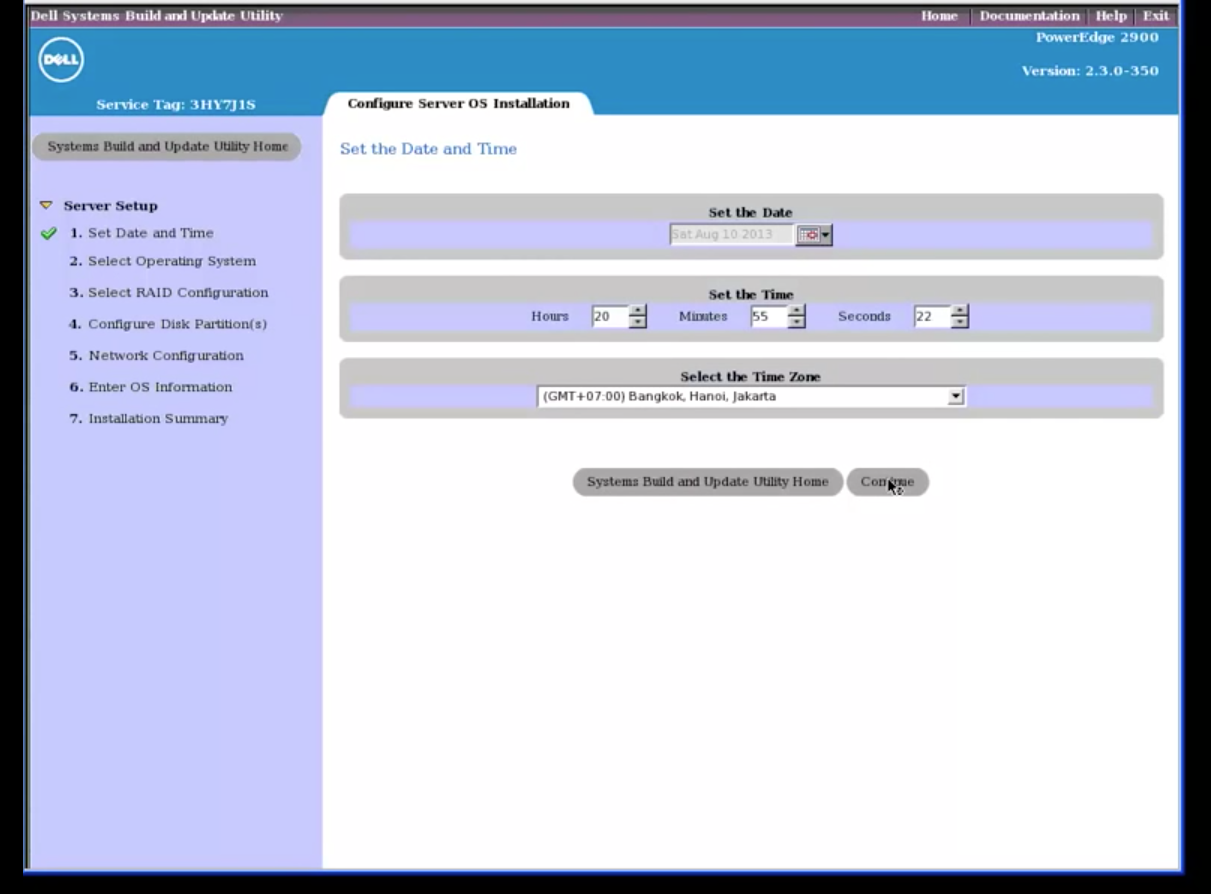 Dell Systems Build and Update Utility
Home | Documentation | Help | Exit
DELL
PowerEdge 2900
Version: 2.3.0-350
Service Tag: 3HY7J1S
Configure Server OS Installation
Systems Build and Update Utility Home
Server Setup
1. Set Date and Time
2. Select Operating System
3. Select RAID Configuration
4. Configure Disk Partition(s)
5. Network Configuration
6. Enter OS Information
7. Installation Summary
Set the Date and Time
Set the Date
Sat Aug 10 2013
Set the Time
Hours 20 Minutes 55 Seconds 22
Select the Time Zone
(GMT+07:00) Bangkok, Hanoi, Jakarta
Systems Build and Update Utility Home Continue